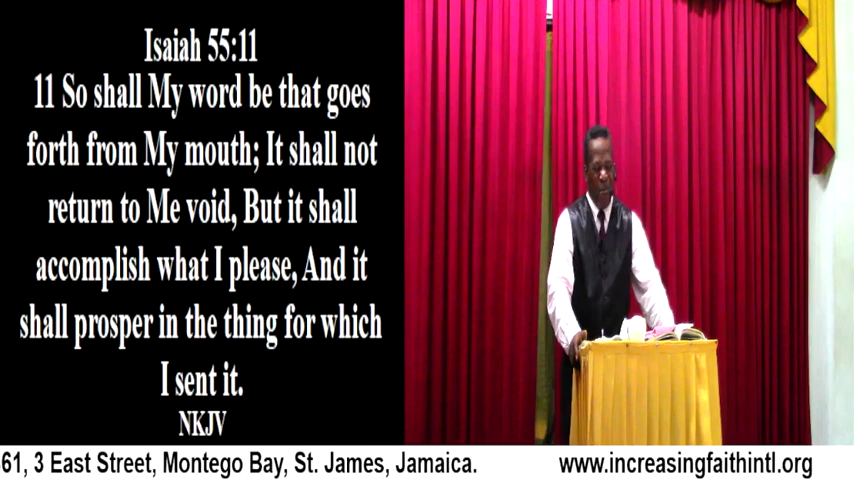 Isaiah 55:11
11 So shall My word be that goes
forth from My mouth; It shall not
return to Me void, But it shall
accomplish what I please, And it
shall prosper in the thing for which
I sent it.
NKJV
61, 3 East Street, Montego Bay, St. James, Jamaica. www.increasingfaithintl.org